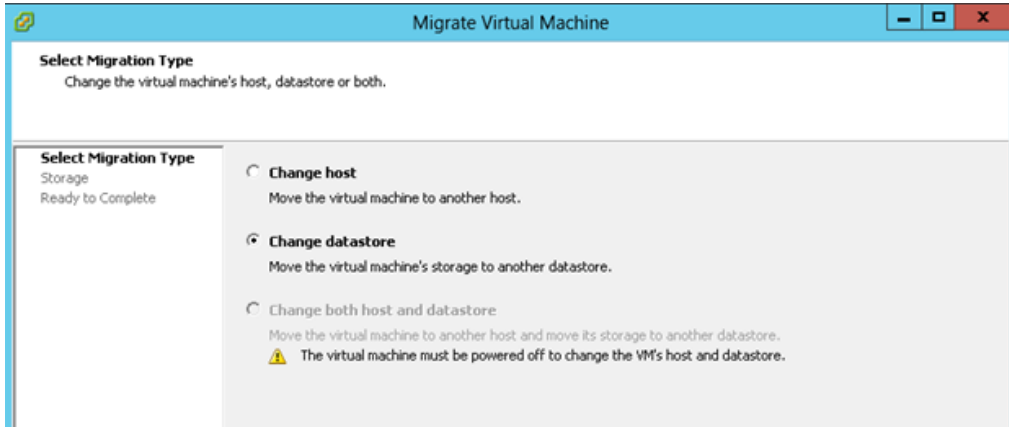 Migrate Virtual Machine
Select Migration Type
Change the virtual machine's host, datastore or both.
Select Migration Type
Storage
Ready to Complete
Change host
Move the virtual machine to another host.
Change datastore
Move the virtual machine's storage to another datastore.
Change both host and datastore
Move the virtual machine to another host and move its storage to another datastore.
The virtual machine must be powered off to change the VM's host and datastore.